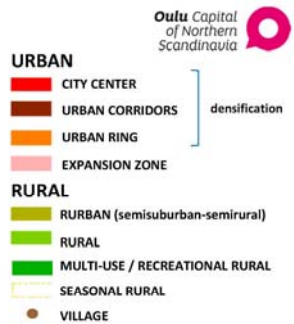 Oulu Capital
of Northern
Scandinavia
URBAN
CITY CENTER
URBAN CORRIDORS
densification
URBAN RING
EXPANSION ZONE
RURAL
RURBAN (semisuburban-semirural)
RURAL
MULTI-USE / RECREATIONAL RURAL
SEASONAL RURAL
VILLAGE